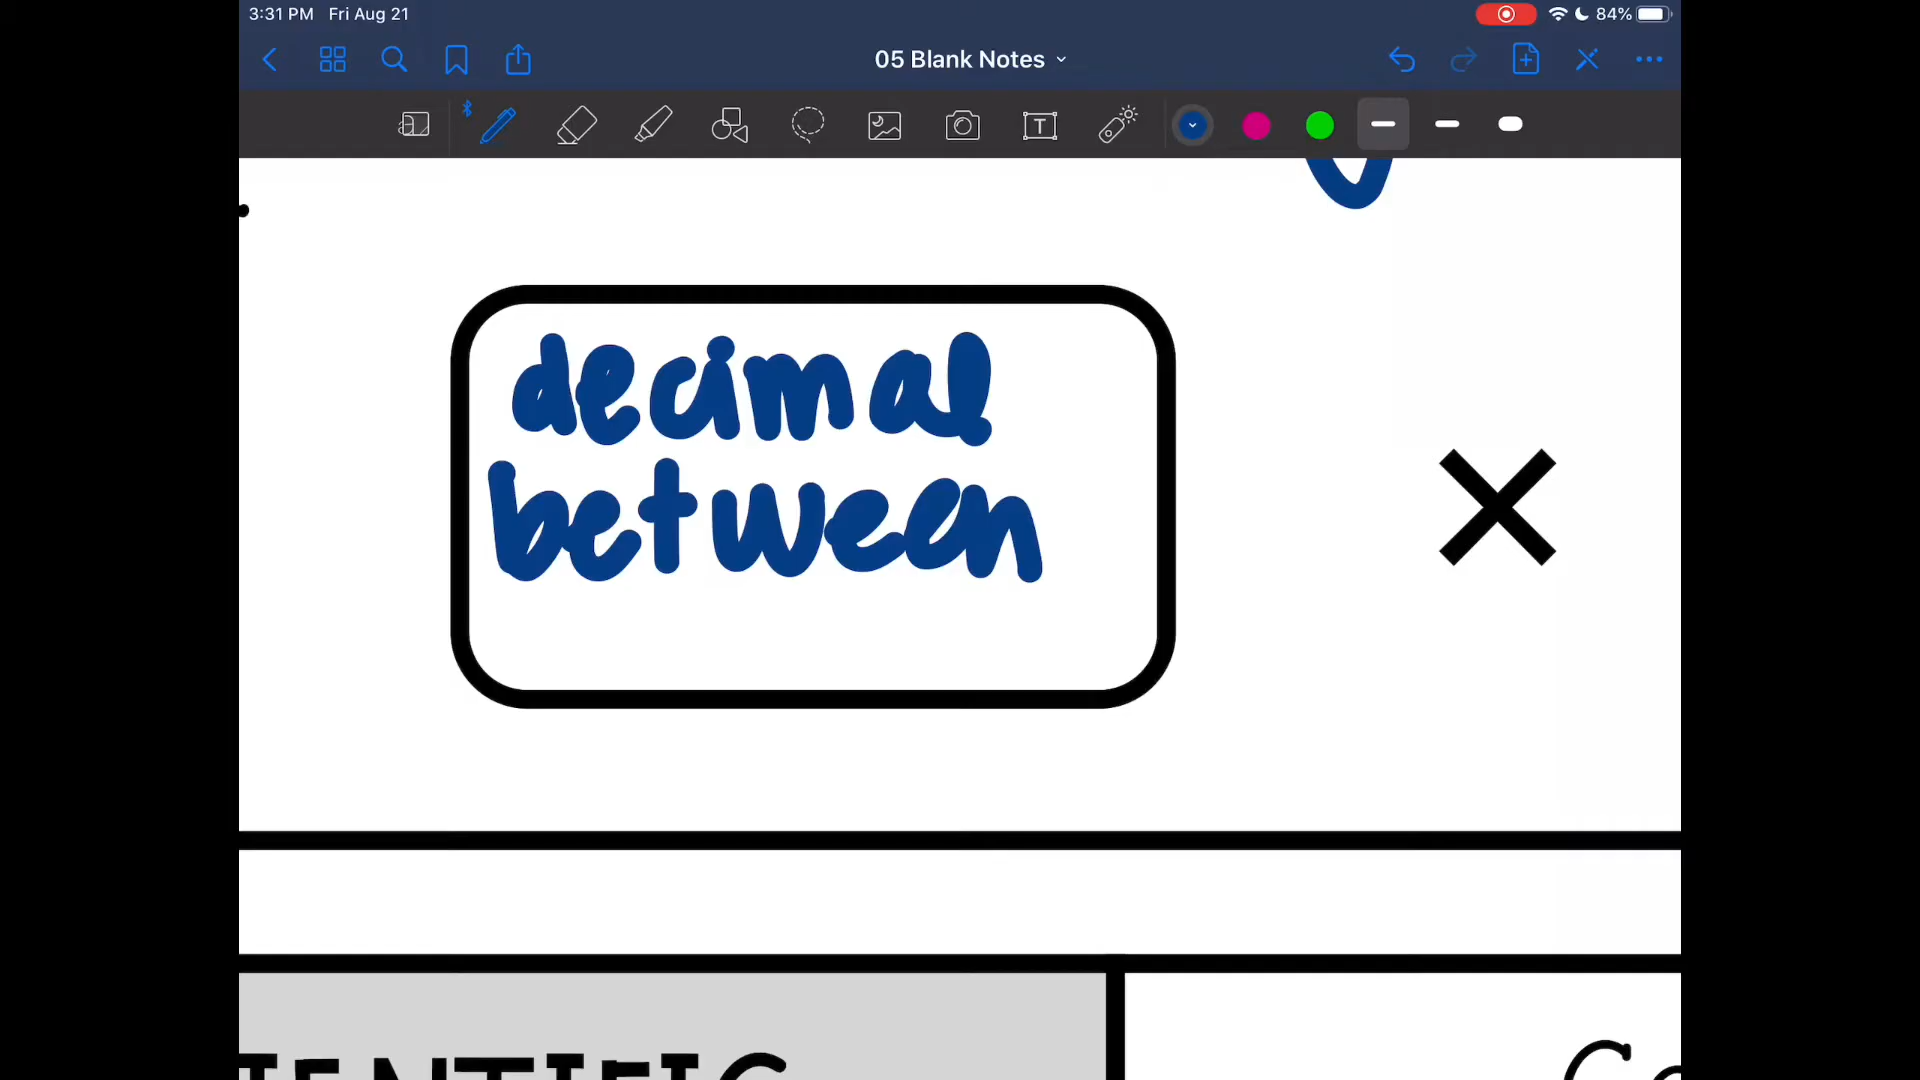 3:31 PM Fri Aug 21
84%
05 Blank Notes
decimal
between